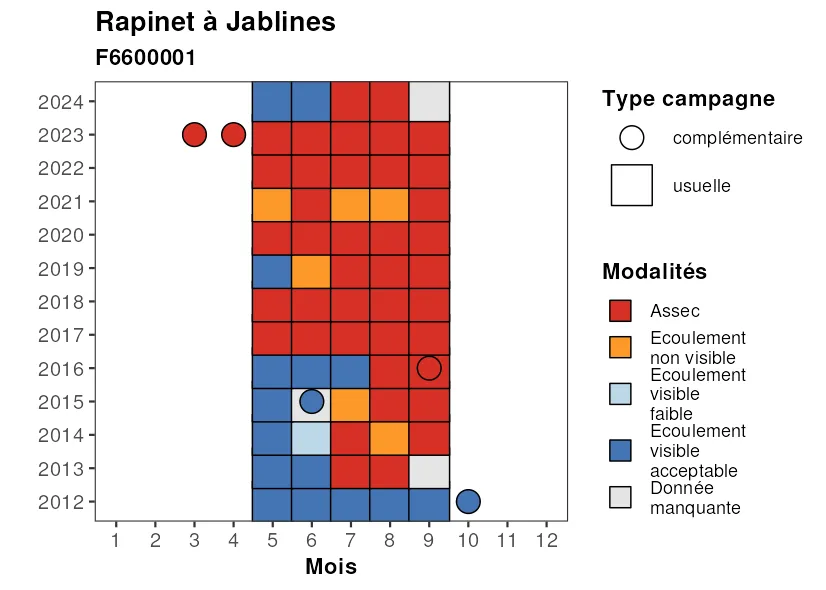 Rapinet à Jablines
F6600001
2024
2023
2022
2021
2020
2019
2018
2017
2016
2015
2014
2013
2012
1 2 3 4 5 6 7 8 9 10 11 12
Mois
Type campagne
complémentaire
usuelle
Modalités
Assec
Ecoulement
non visible
Ecoulement
visible
faible
Ecoulement
visible
acceptable
Donnée
manquante